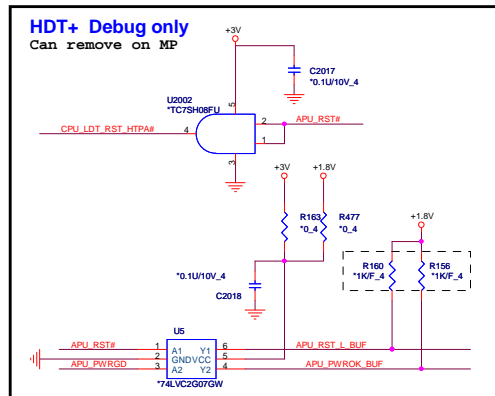 HDT+ Debug only
Can remove on MP
+3V
C2017
*0.1U/10V_4
U2002
*TC7SH08FU
5
CPU_LDT_RST_HTPA#
4
2
APU_RST#
1
3
+3V
+1.8V
+1.8V
R163
*0_4
R477
*0_4
R160
*1K/F_4
R156
*1K/F_4
*0.1U/10V_4
C2018
U5
APU_RST#
1
A1
Y1
6
APU_RST_L_BUF
2
GND
VCC
5
APU_PWRGD
3
A2
Y2
4
APU_PWROK_BUF
*74LVC2G07GW